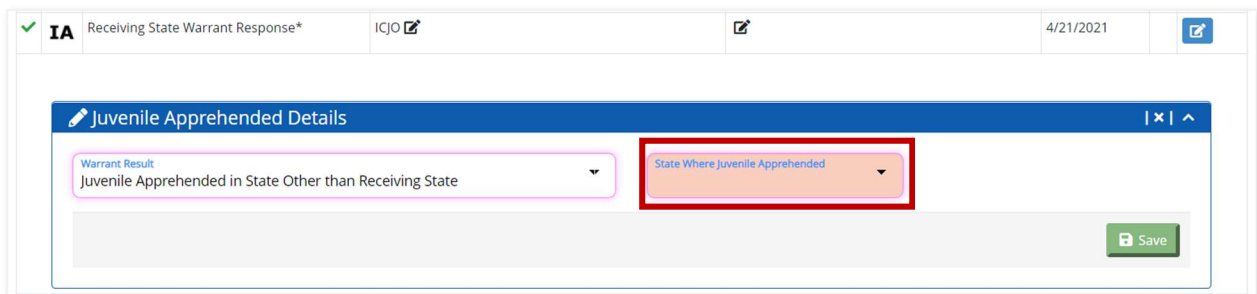 IA Receiving State Warrant Response* ICJO 4/21/2021
Juvenile Apprehended Details
Warrant Result
Juvenile Apprehended in State Other than Receiving State
State Where Juvenile Apprehended
Save